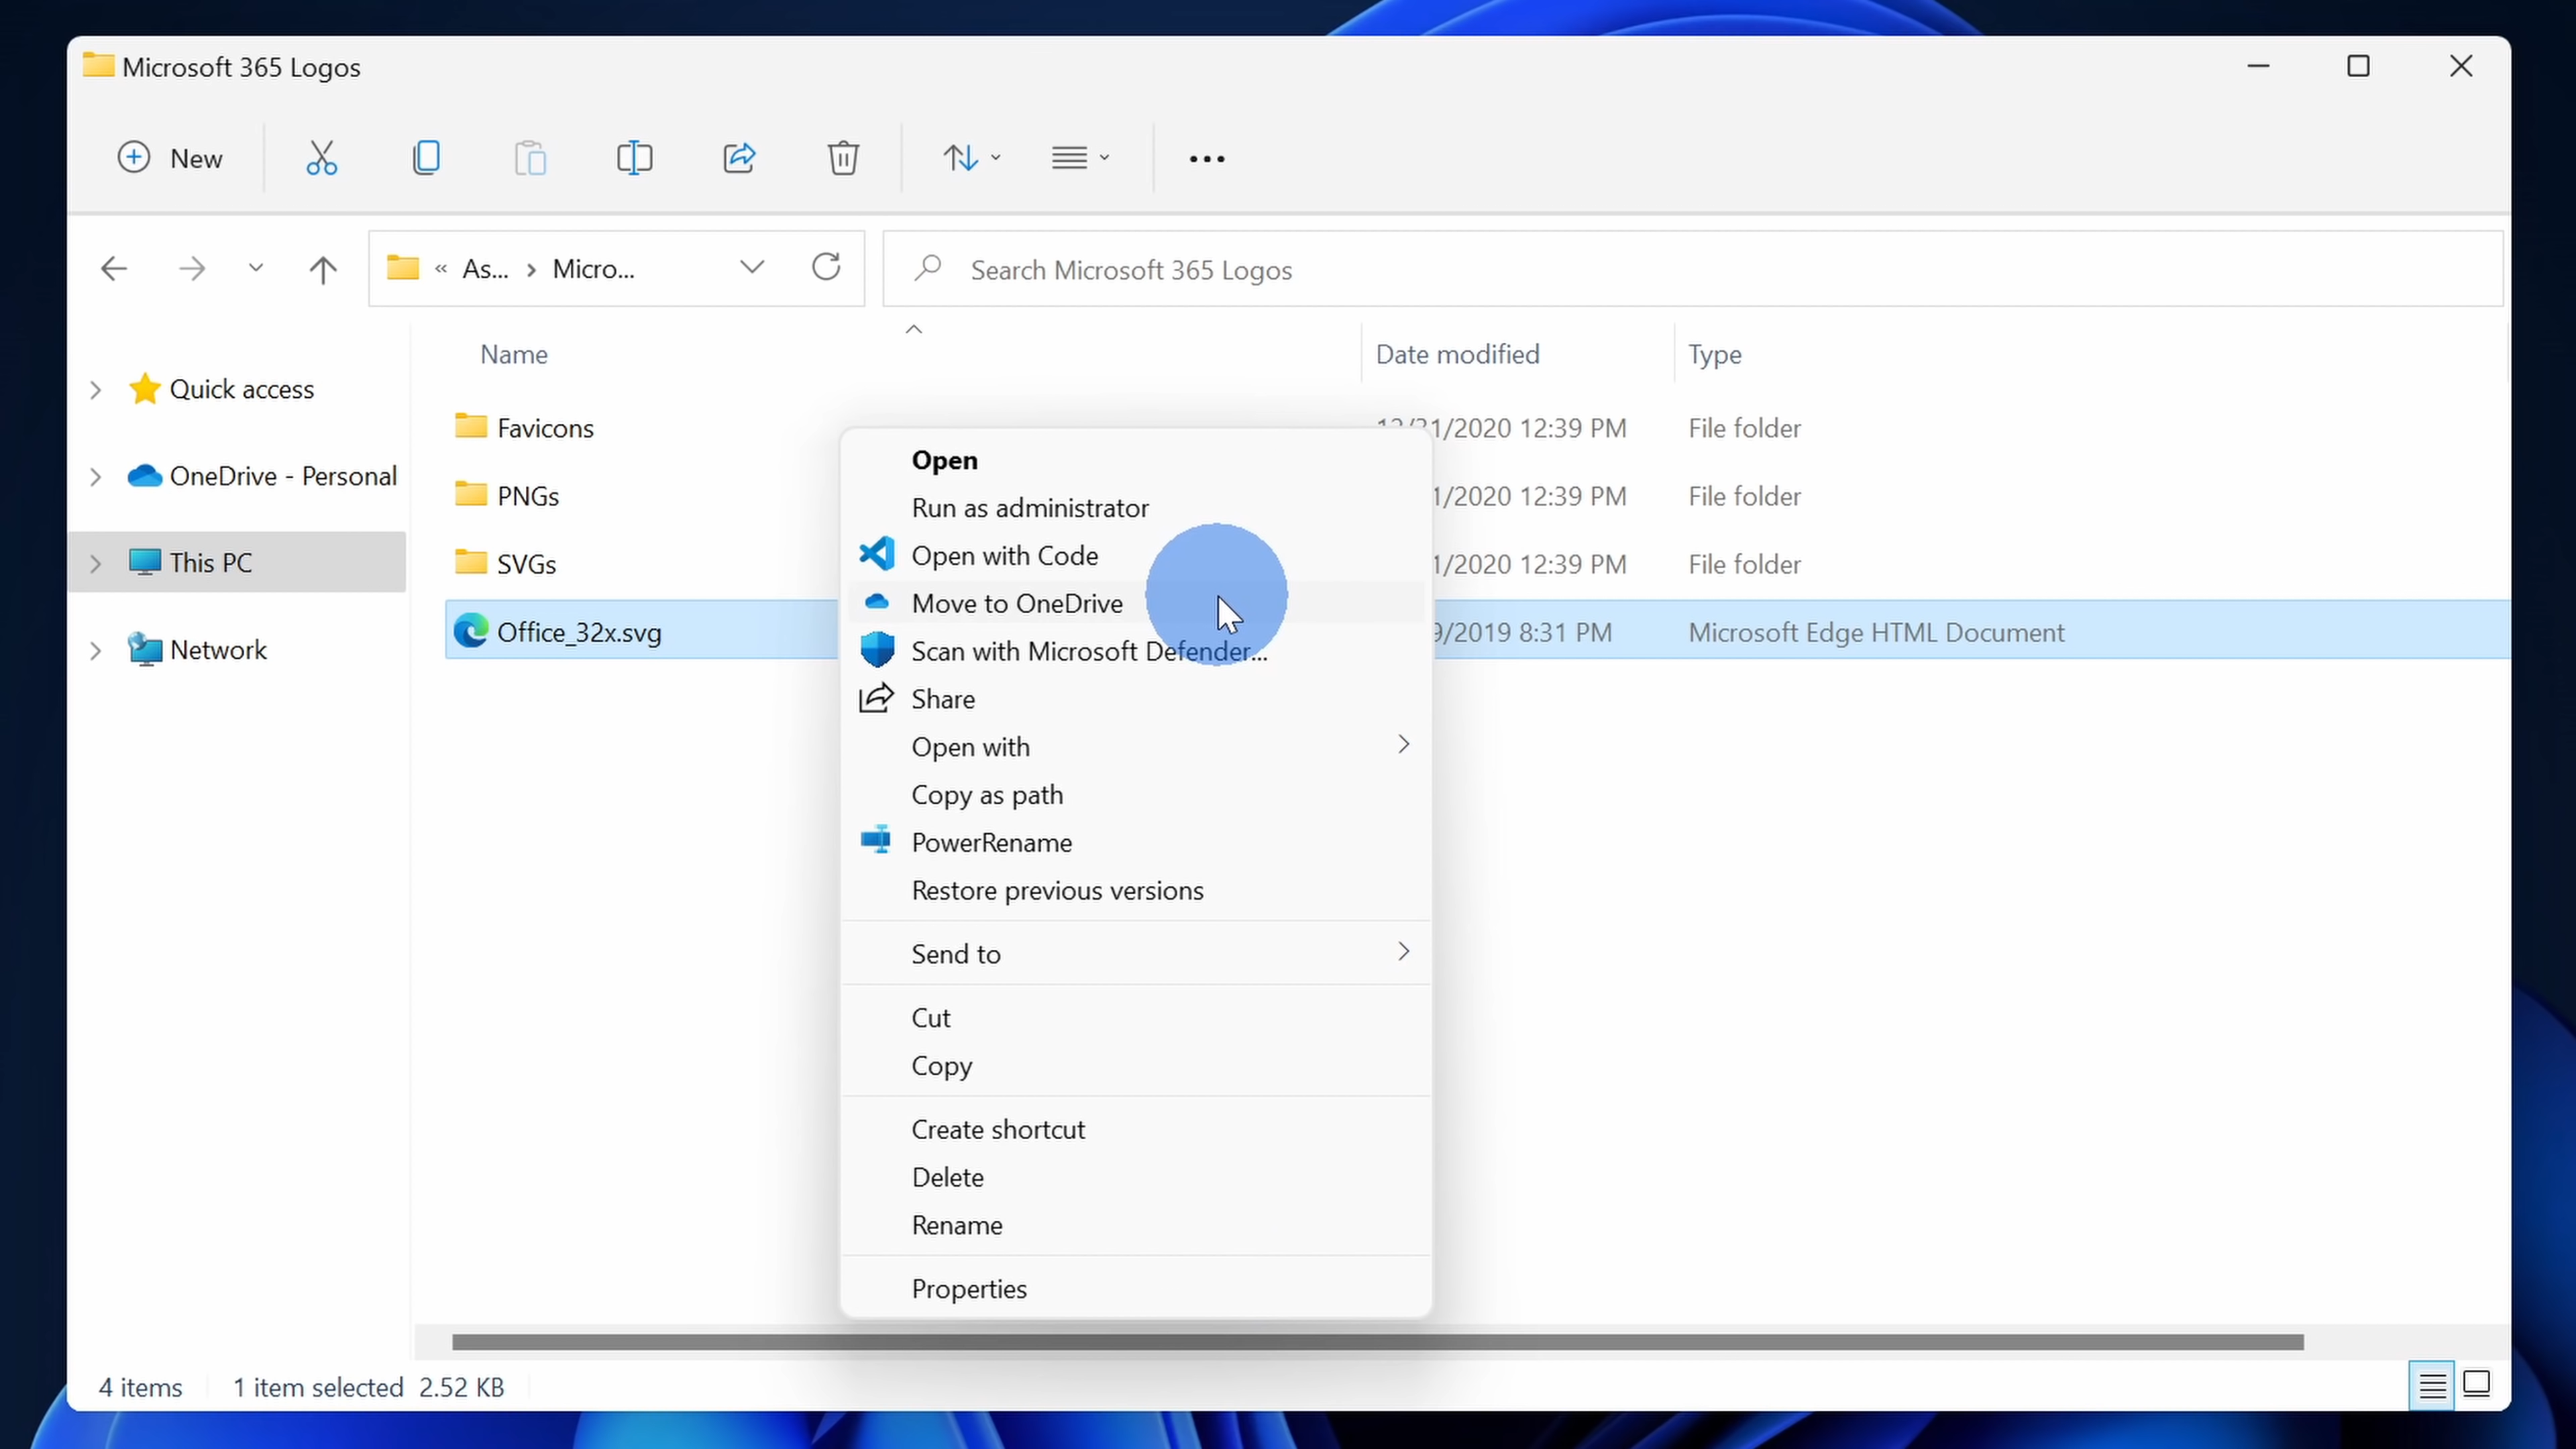 Microsoft 365 Logos
New
« As... › Micro...
Search Microsoft 365 Logos
Name
Date modified
Type
Quick access
OneDrive - Personal
This PC
Network
Favicons
12/31/2020 12:39 PM
File folder
PNGs
1/2020 12:39 PM
File folder
SVGs
1/2020 12:39 PM
File folder
Office_32x.svg
9/2019 8:31 PM
Microsoft Edge HTML Document
Open
Run as administrator
Open with Code
Move to OneDrive
Scan with Microsoft Defender...
Share
Open with
Copy as path
PowerRename
Restore previous versions
Send to
Cut
Copy
Create shortcut
Delete
Rename
Properties
4 items
1 item selected 2.52 KB